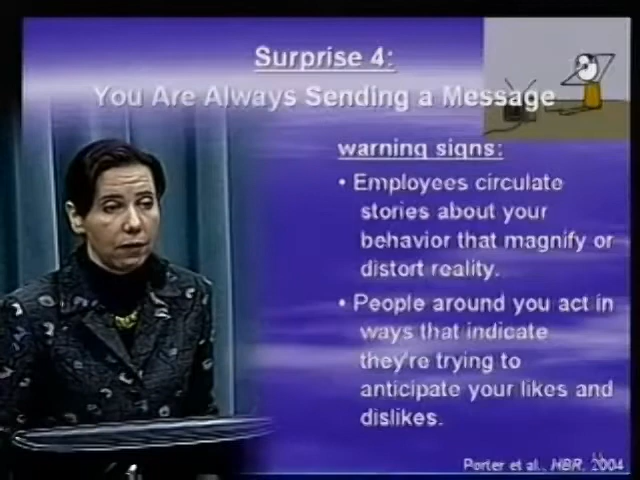 Surprise 4:
You Are Always Sending a Message
warning signs:
• Employees circulate
stories about your
behavior that magnify or
distort reality.
• People around you act in
ways that indicate
they're trying to
anticipate your likes and
dislikes.
Porter et al., HBR, 2004